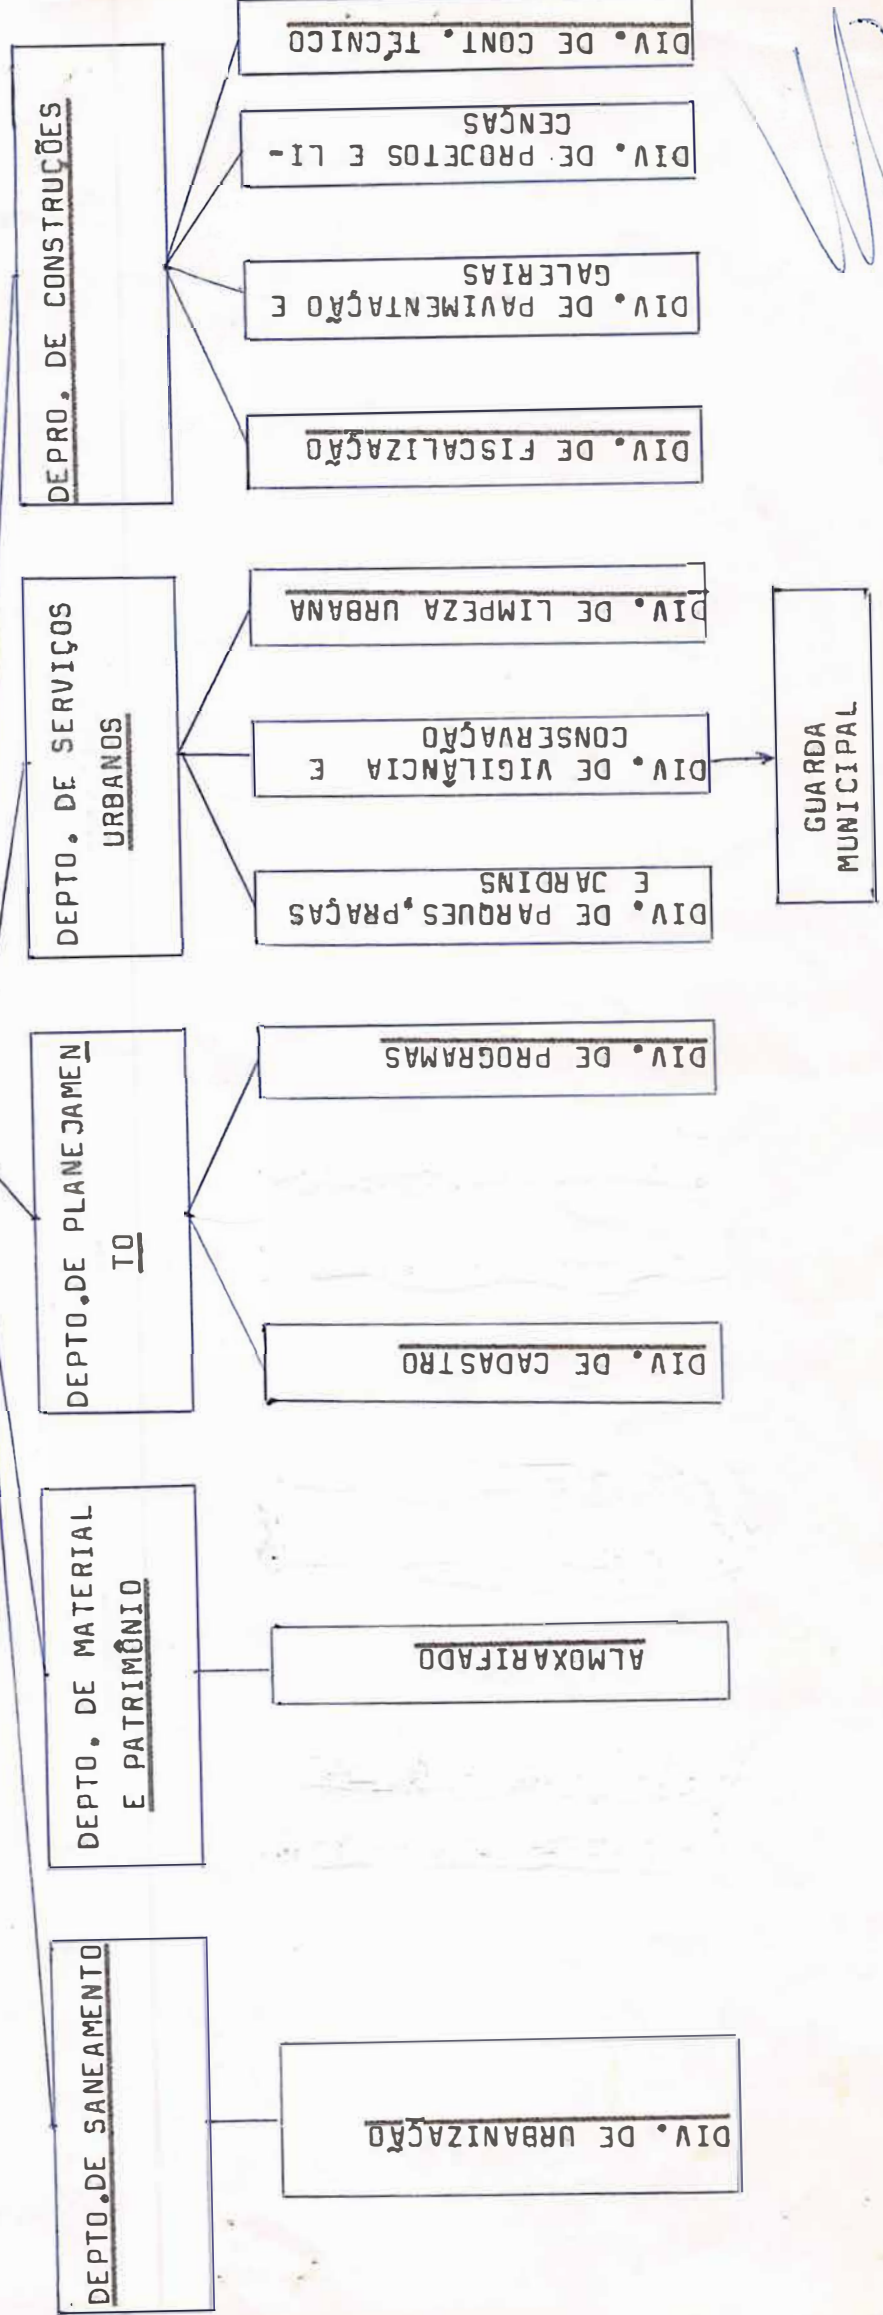 DEPTO.DE SANEAMENTO
DIV. DE URBANIZAÇÃO
DEPTO. DE MATERIAL
E PATRIMÔNIO
ALMOXARIFADO
DEPTO.DE PLANEJAMEN
TO
DIV. DE CADASTRO
DIV. DE PROGRAMAS
DEPTO. DE SERVIÇOS
URBANOS
DIV. DE PARQUES,PRAÇAS
E JARDINS
DIV. DE VIGILÂNCIA E
CONSERVAÇÃO
DIV. DE LIMPEZA URBANA
GUARDA
MUNICIPAL
DEPRO. DE CONSTRUÇÕES
DIV. DE FISCALIZAÇÃO
DIV. DE PAVIMENTAÇÃO E
GALERIAS
DIV. DE PROJETOS E LI-
CENÇAS
DIV. DE CONT. TÉCNICO